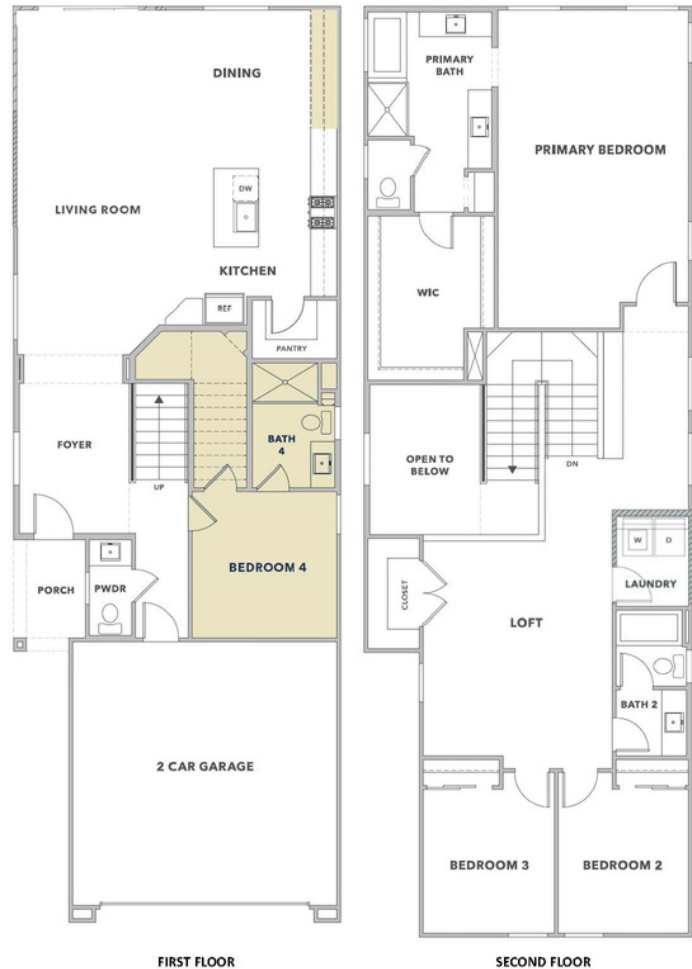 DINING
DW
LIVING ROOM
KITCHEN
REF
PANTRY
FOYER
UP
BATH
4
BEDROOM 4
PORCH
PWDR
2 CAR GARAGE
FIRST FLOOR
PRIMARY
BATH
PRIMARY BEDROOM
WIC
OPEN TO
BELOW
DN
W
D
LAUNDRY
CLOSET
LOFT
BATH 2
BEDROOM 3
BEDROOM 2
SECOND FLOOR